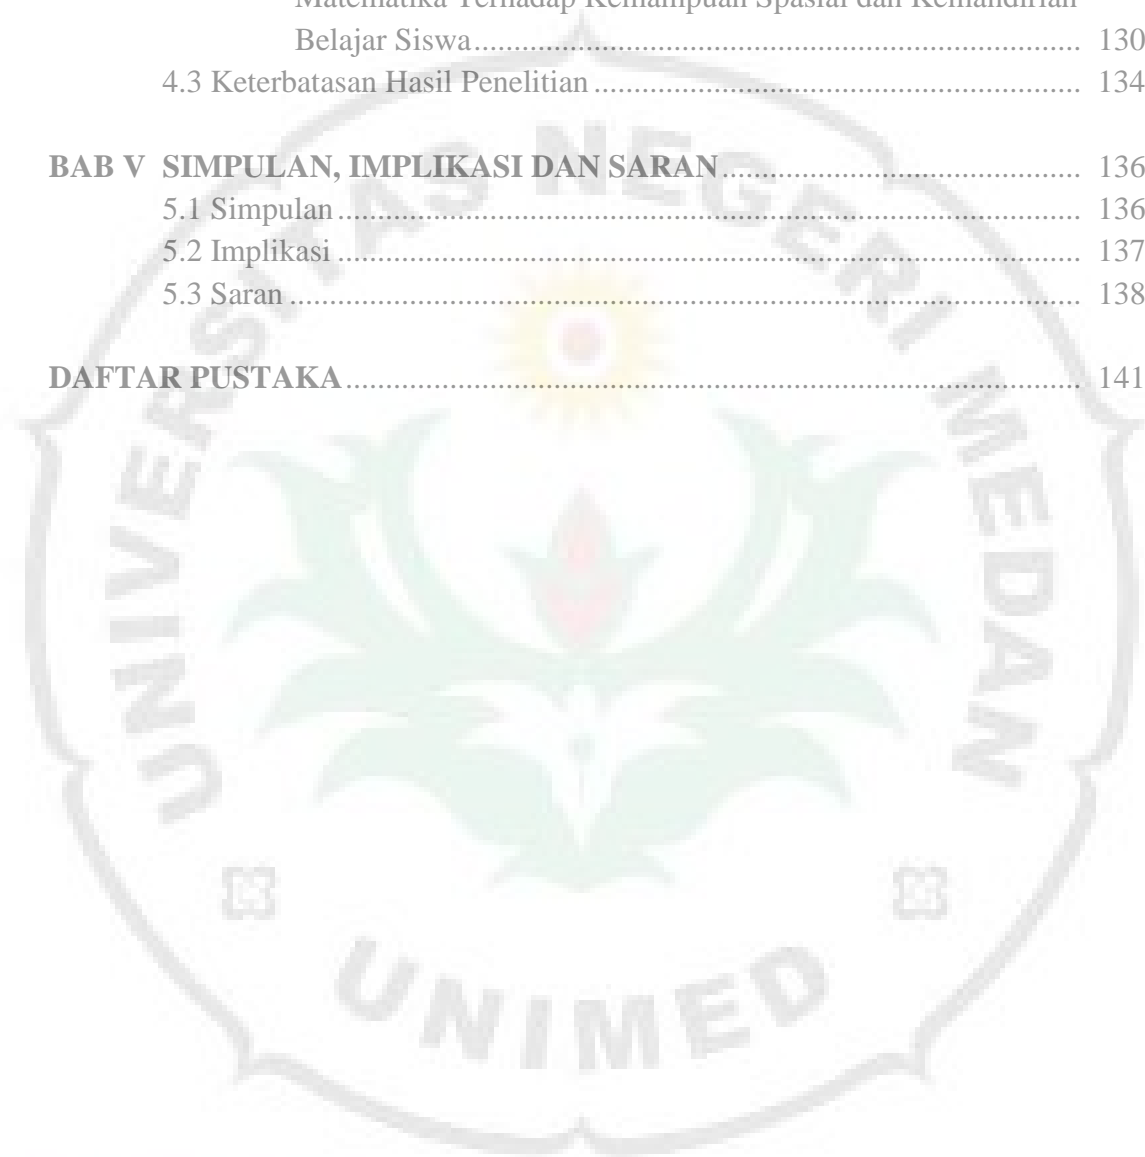 Matematika Terhadap Kemampuan Spasial dan Kemandirian
Belajar Siswa............................................................................ 130
4.3 Keterbatasan Hasil Penelitian............................................................. 134
BAB V SIMPULAN, IMPLIKASI DAN SARAN............................................. 136
5.1 Simpulan............................................................................................. 136
5.2 Implikasi............................................................................................. 137
5.3 Saran................................................................................................... 138
DAFTAR PUSTAKA............................................................................................ 141
UNIVERSITAS NEGERI MEDAN
UNIMED